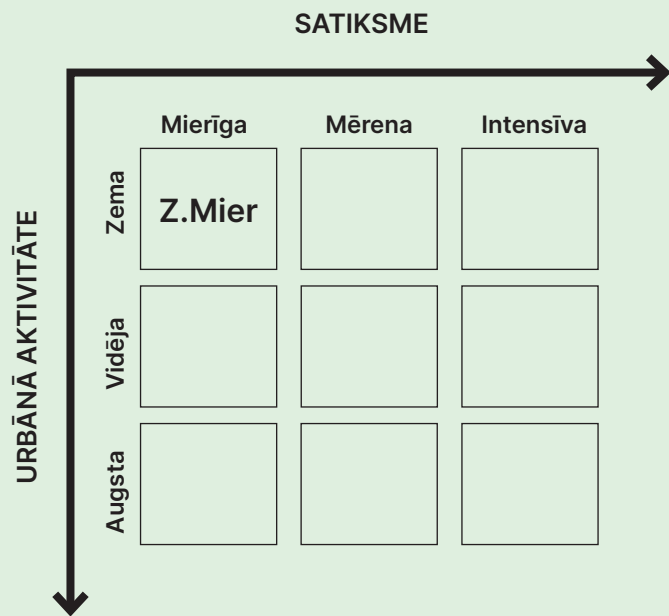 SATIKSME
Mierīga
Mērena
Intensīva
URBĀNĀ AKTIVITĀTE
Zema
Z.Mier
Vidēja
Augsta